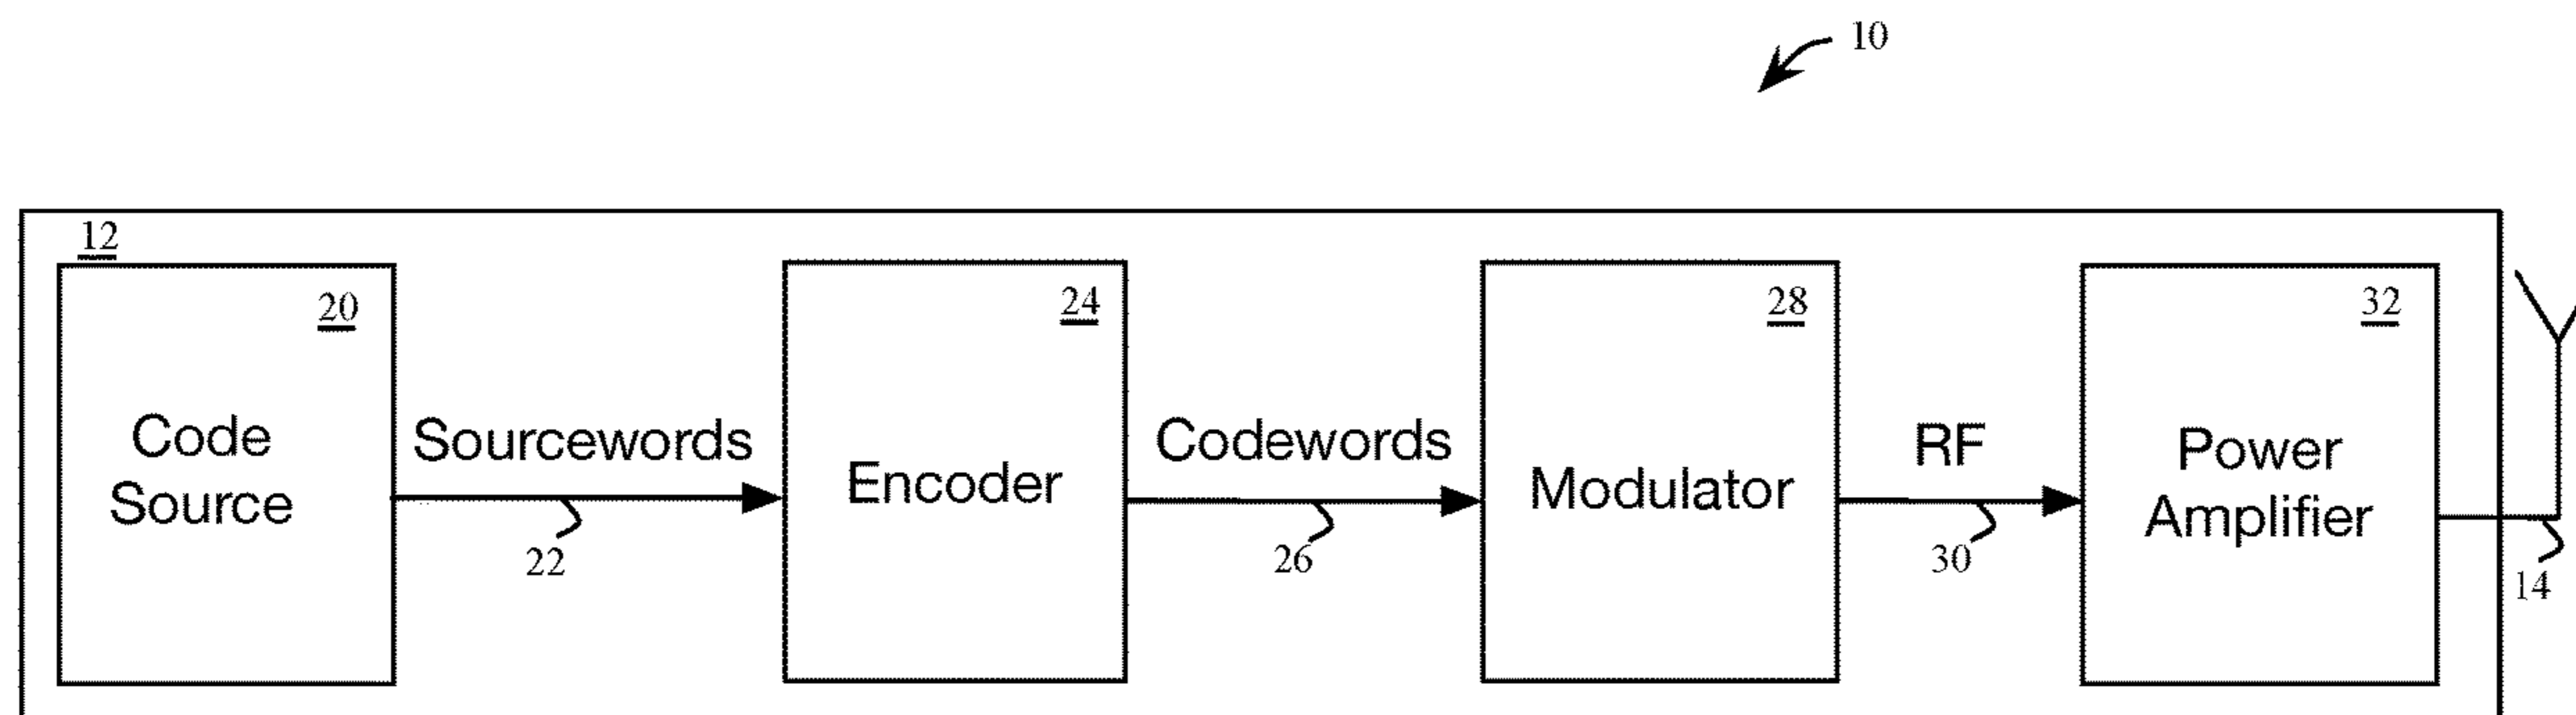 10
12
20
Code
Source
Sourcewords
22
24
Encoder
Codewords
26
28
Modulator
RF
30
32
Power
Amplifier
14